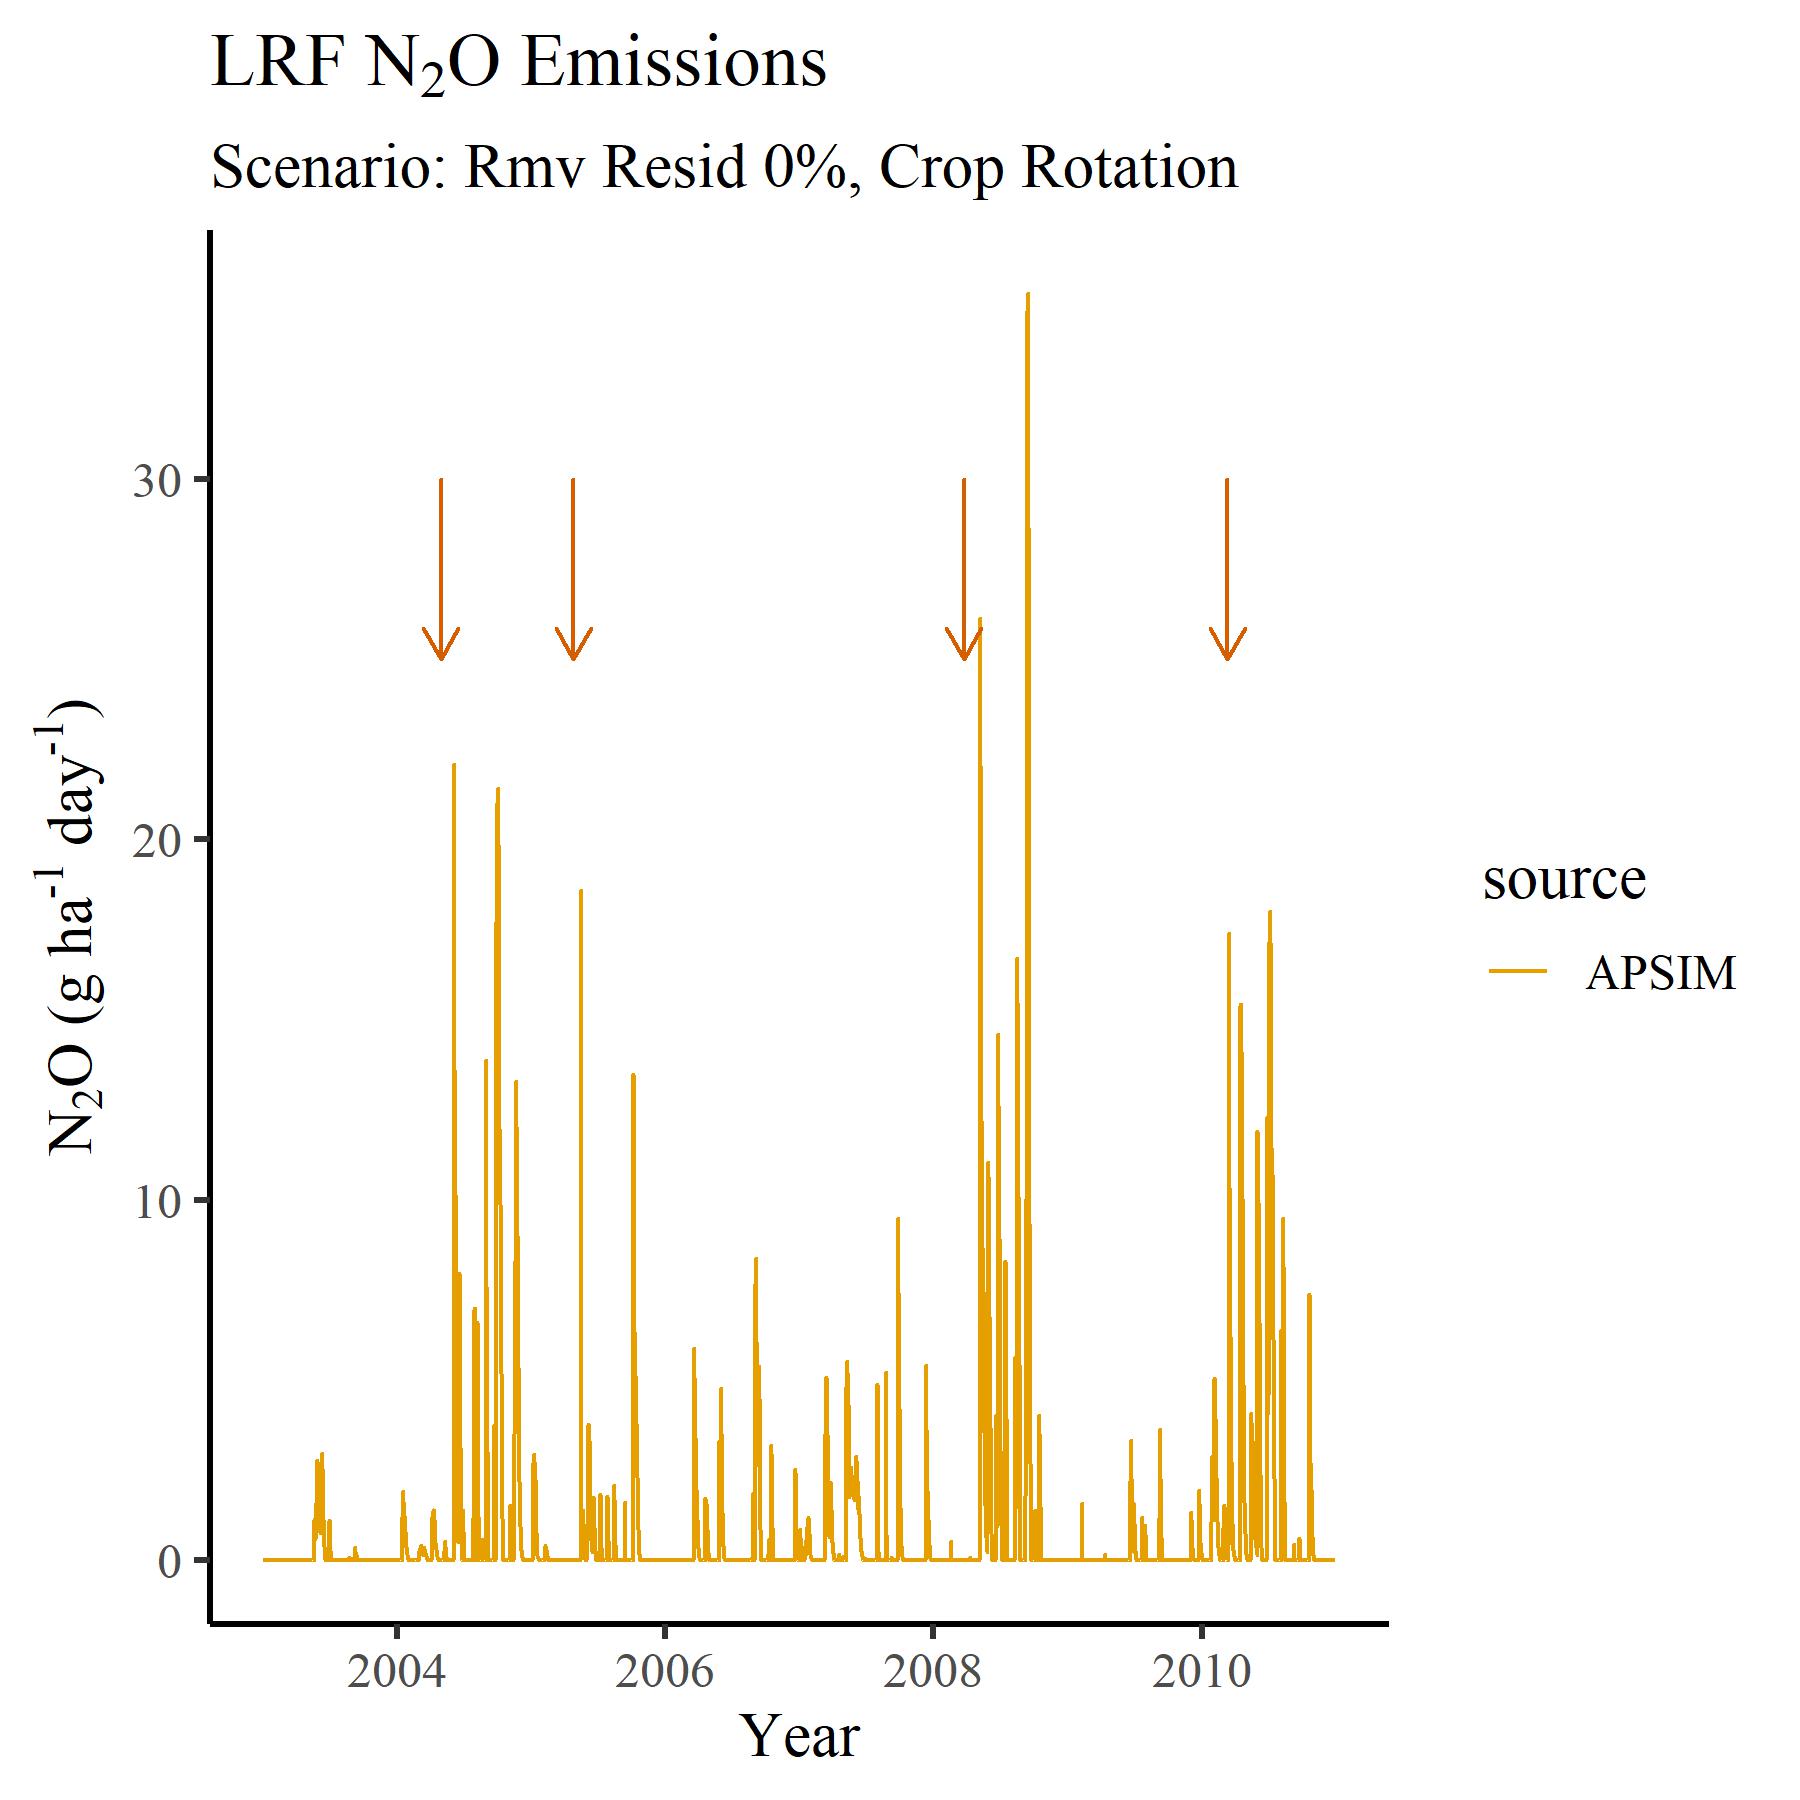 LRF N₂O Emissions
Scenario: Rmv Resid 0%, Crop Rotation
N₂O (g ha⁻¹ day⁻¹)
30
20
10
0
2004 2006 2008 2010
Year
source
APSIM